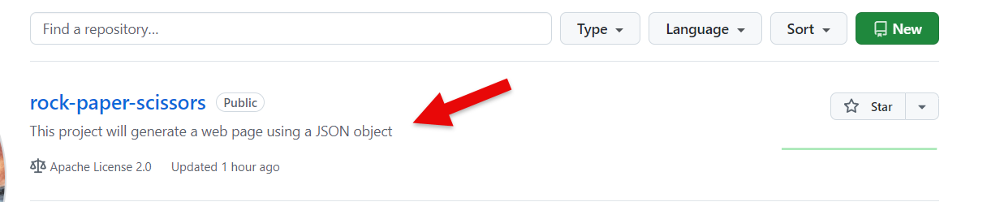 Find a repository...
Type
Language
Sort
New
rock-paper-scissors
Public
Star
This project will generate a web page using a JSON object
Apache License 2.0
Updated 1 hour ago